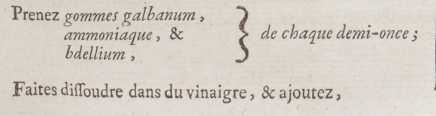 Prenez gommes galbanum,
ammoniaque, & } de chaque demi-once;
bdellium,
Faites diſſoudre dans du vinaigre, & ajoutez,